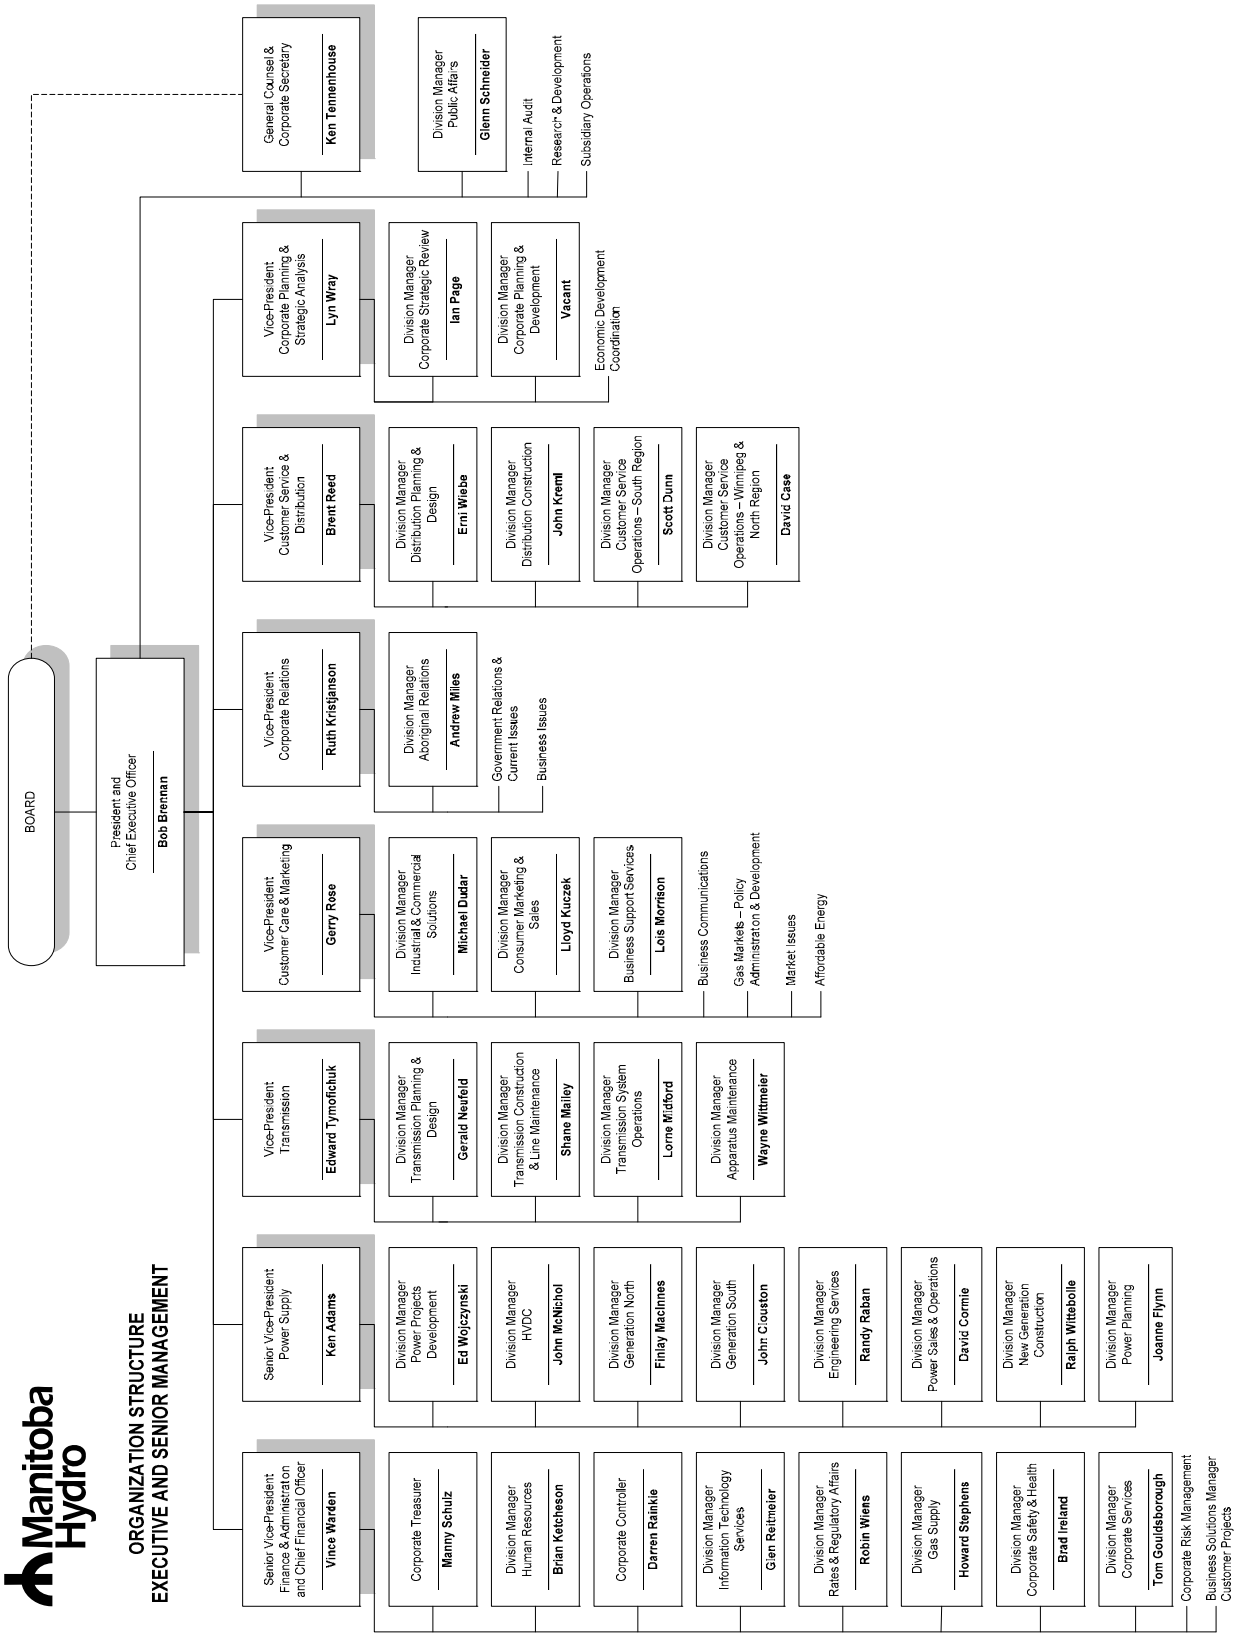 Manitoba
Hydro
ORGANIZATION STRUCTURE
EXECUTIVE AND SENIOR MANAGEMENT
BOARD
President and
Chief Executive Officer
Bob Brennan
Senior Vice-President
Finance & Administration
and Chief Financial Officer
Vince Warden
Corporate Treasurer
Manny Schulz
Division Manager
Human Resources
Brian Ketcheson
Corporate Controller
Darren Rainkie
Division Manager
Information Technology
Services
Glen Reitmeier
Division Manager
Rates & Regulatory Affairs
Robin Wiens
Division Manager
Gas Supply
Howard Stephens
Division Manager
Corporate Safety & Health
Brad Ireland
Division Manager
Corporate Services
Tom Gouldsborough
Corporate Risk Management
Business Solutions Manager
Customer Projects
Senior Vice-President
Power Supply
Ken Adams
Division Manager
Power Projects
Development
Ed Wojczynski
Division Manager
HVDC
John McNichol
Division Manager
Generation North
Finlay MacInnes
Division Manager
Generation South
John Clouston
Division Manager
Engineering Services
Randy Raban
Division Manager
Power Sales & Operations
David Cormie
Division Manager
New Generation
Construction
Ralph Wittebolle
Division Manager
Power Planning
Joanne Flynn
Vice-President
Transmission
Edward Tymofichuk
Division Manager
Transmission Planning &
Design
Gerald Neufeld
Division Manager
Transmission Construction
& Line Maintenance
Shane Mailey
Division Manager
Transmission System
Operations
Lorne Midford
Division Manager
Apparatus Maintenance
Wayne Wittmeier
Vice-President
Customer Care & Marketing
Gerry Rose
Division Manager
Industrial & Commercial
Solutions
Michael Dudar
Division Manager
Consumer Marketing &
Sales
Lloyd Kuczek
Division Manager
Business Support Services
Lois Morrison
Business Communications
Gas Markets – Policy
Administraton & Development
Market Issues
Affordable Energy
Vice-President
Corporate Relations
Ruth Kristjanson
Division Manager
Aboriginal Relations
Andrew Miles
Government Relations &
Current Issues
Business Issues
Vice-President
Customer Service &
Distribution
Brent Reed
Division Manager
Distribution Planning &
Design
Erni Wiebe
Division Manager
Distribution Construction
John Kreml
Division Manager
Customer Service
Operations – South Region
Scott Dunn
Division Manager
Customer Service
Operations – Winnipeg &
North Region
David Case
Vice-President
Corporate Planning &
Strategic Analysis
Lyn Wray
Division Manager
Corporate Strategic Review
Ian Page
Division Manager
Corporate Planning &
Development
Vacant
Economic Development
Coordination
General Counsel &
Corporate Secretary
Ken Tennenhouse
Division Manager
Public Affairs
Glenn Schneider
Internal Audit
Research & Development
Subsidiary Operations